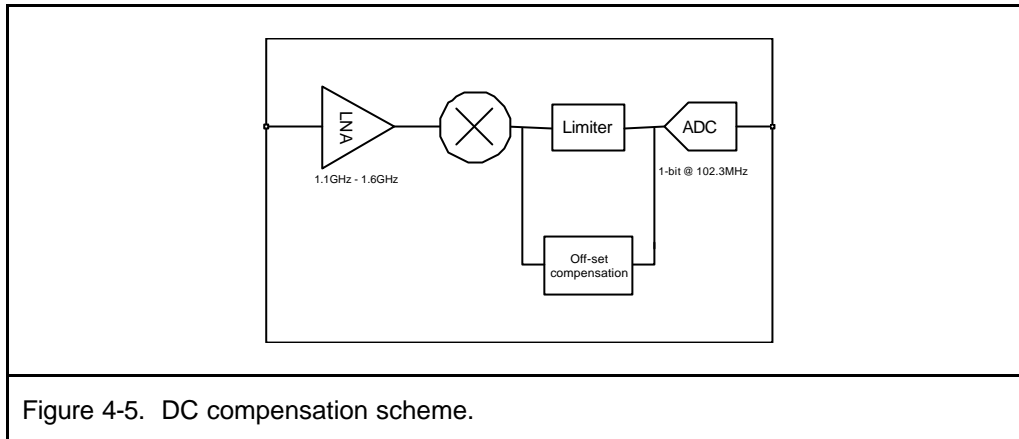 LNA
Limiter
ADC
1.1GHz - 1.6GHz
1-bit @ 102.3MHz
Off-set
compensation
Figure 4-5. DC compensation scheme.